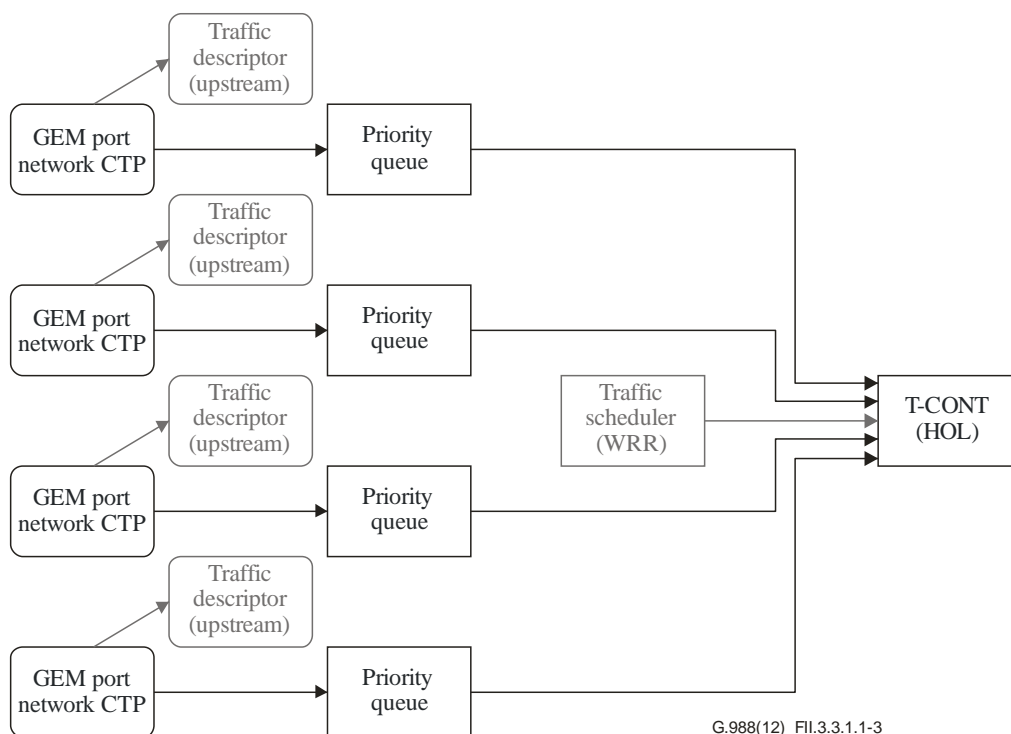 Traffic
descriptor
(upstream)
GEM port
network CTP
Priority
queue
Traffic
descriptor
(upstream)
GEM port
network CTP
Priority
queue
Traffic
scheduler
(WRR)
T-CONT
(HOL)
Traffic
descriptor
(upstream)
GEM port
network CTP
Priority
queue
Traffic
descriptor
(upstream)
GEM port
network CTP
Priority
queue
G.988(12)_FII.3.3.1.1-3